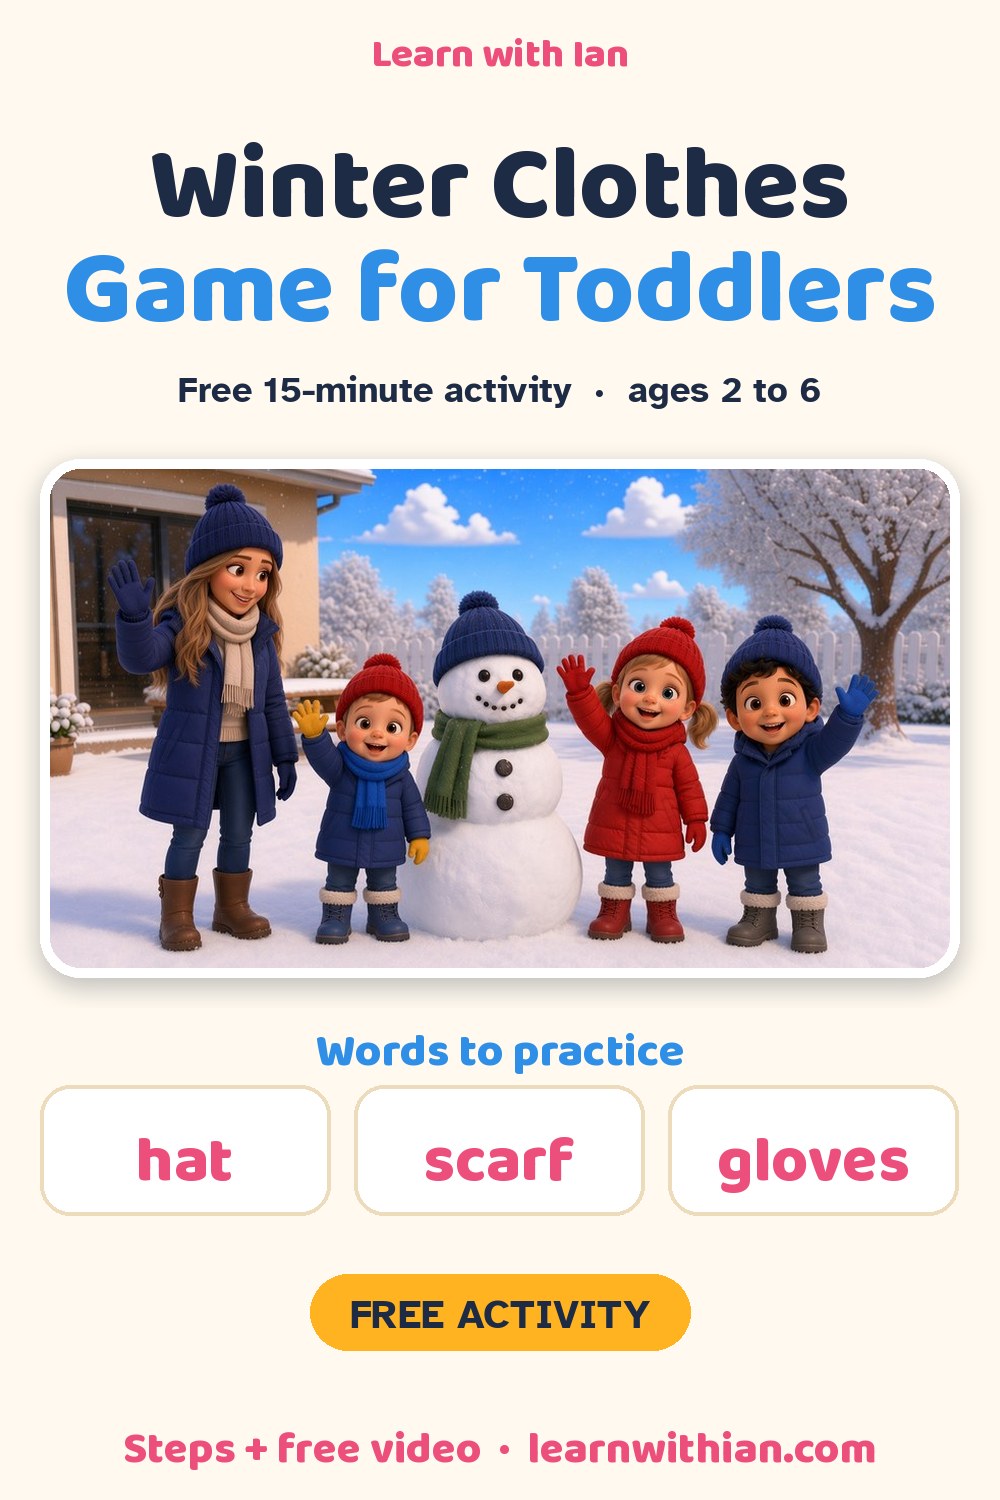 Learn with Ian
Winter Clothes
Game for Toddlers
Free 15-minute activity · ages 2 to 6
Words to practice
hat
scarf
gloves
FREE ACTIVITY
Steps + free video · learnwithian.com